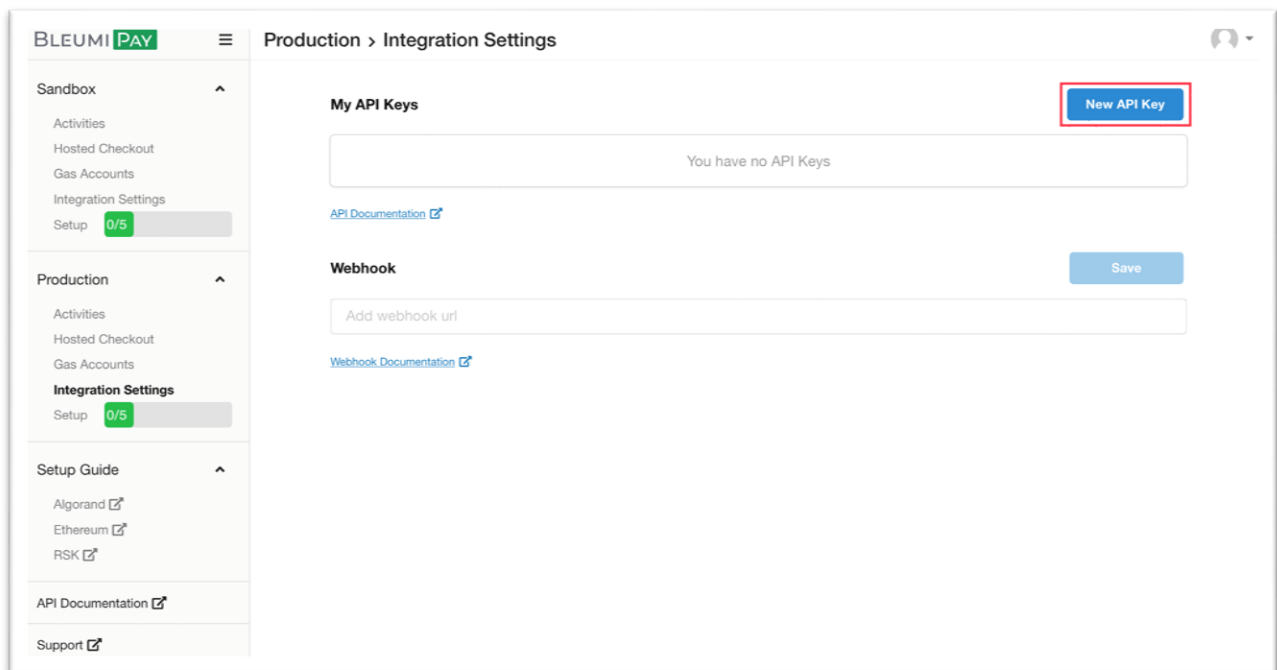 BLEUMI PAY
Production > Integration Settings
Sandbox
Activities
Hosted Checkout
Gas Accounts
Integration Settings
Setup 0/5
Production
Activities
Hosted Checkout
Gas Accounts
Integration Settings
Setup 0/5
Setup Guide
Algorand
Ethereum
RSK
API Documentation
Support
My API Keys
New API Key
You have no API Keys
API Documentation
Webhook
Save
Add webhook url
Webhook Documentation